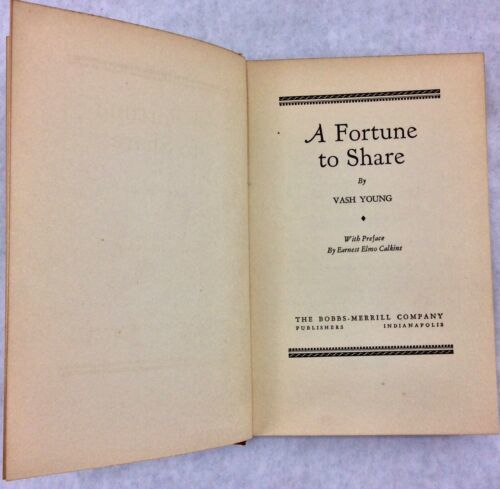 A Fortune
to Share
By
VASH YOUNG
With Preface
By Earnest Elmo Calkins
THE BOBBS-MERRILL COMPANY
PUBLISHERS INDIANAPOLIS